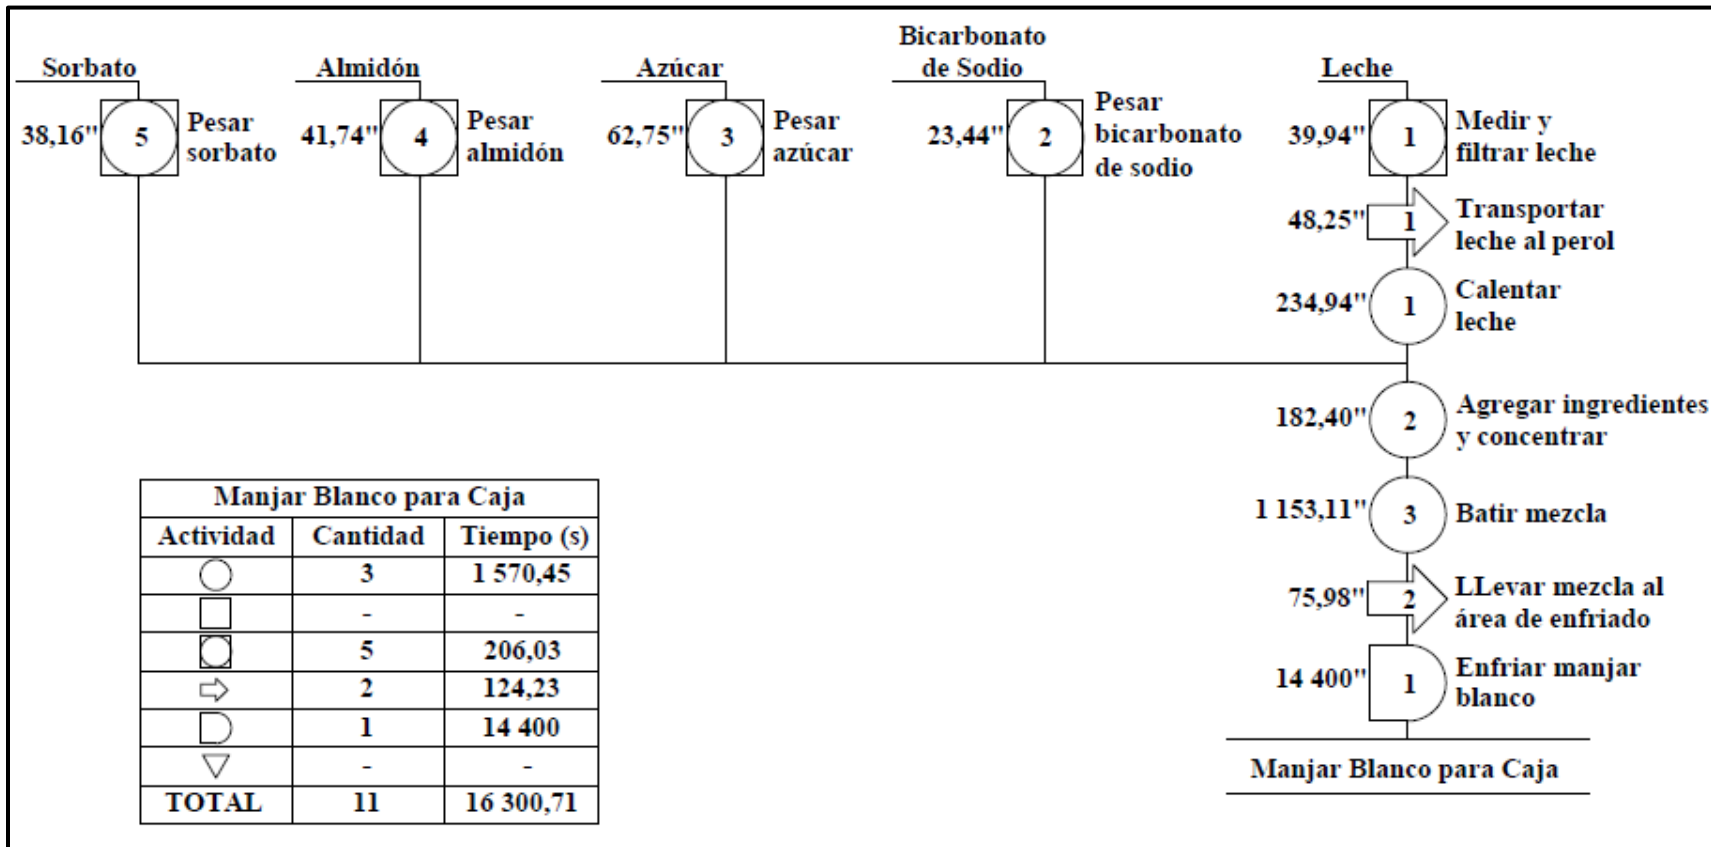 Sorbato
38,16"
5
Pesar
sorbato
Almidón
41,74"
4
Pesar
almidón
Azúcar
62,75"
3
Pesar
azúcar
Bicarbonato
de Sodio
23,44"
2
Pesar
bicarbonato
de sodio
Leche
39,94"
1
Medir y
filtrar leche
48,25"
1
Transportar
leche al perol
234,94"
1
Calentar
leche
182,40"
2
Agregar ingredientes
y concentrar
1 153,11"
3
Batir mezcla
75,98"
2
LLevar mezcla al
área de enfriado
14 400"
1
Enfriar manjar
blanco
Manjar Blanco para Caja
Manjar Blanco para Caja
Actividad Cantidad Tiempo (s)
3 1 570,45
- -
5 206,03
2 124,23
1 14 400
- -
TOTAL 11 16 300,71